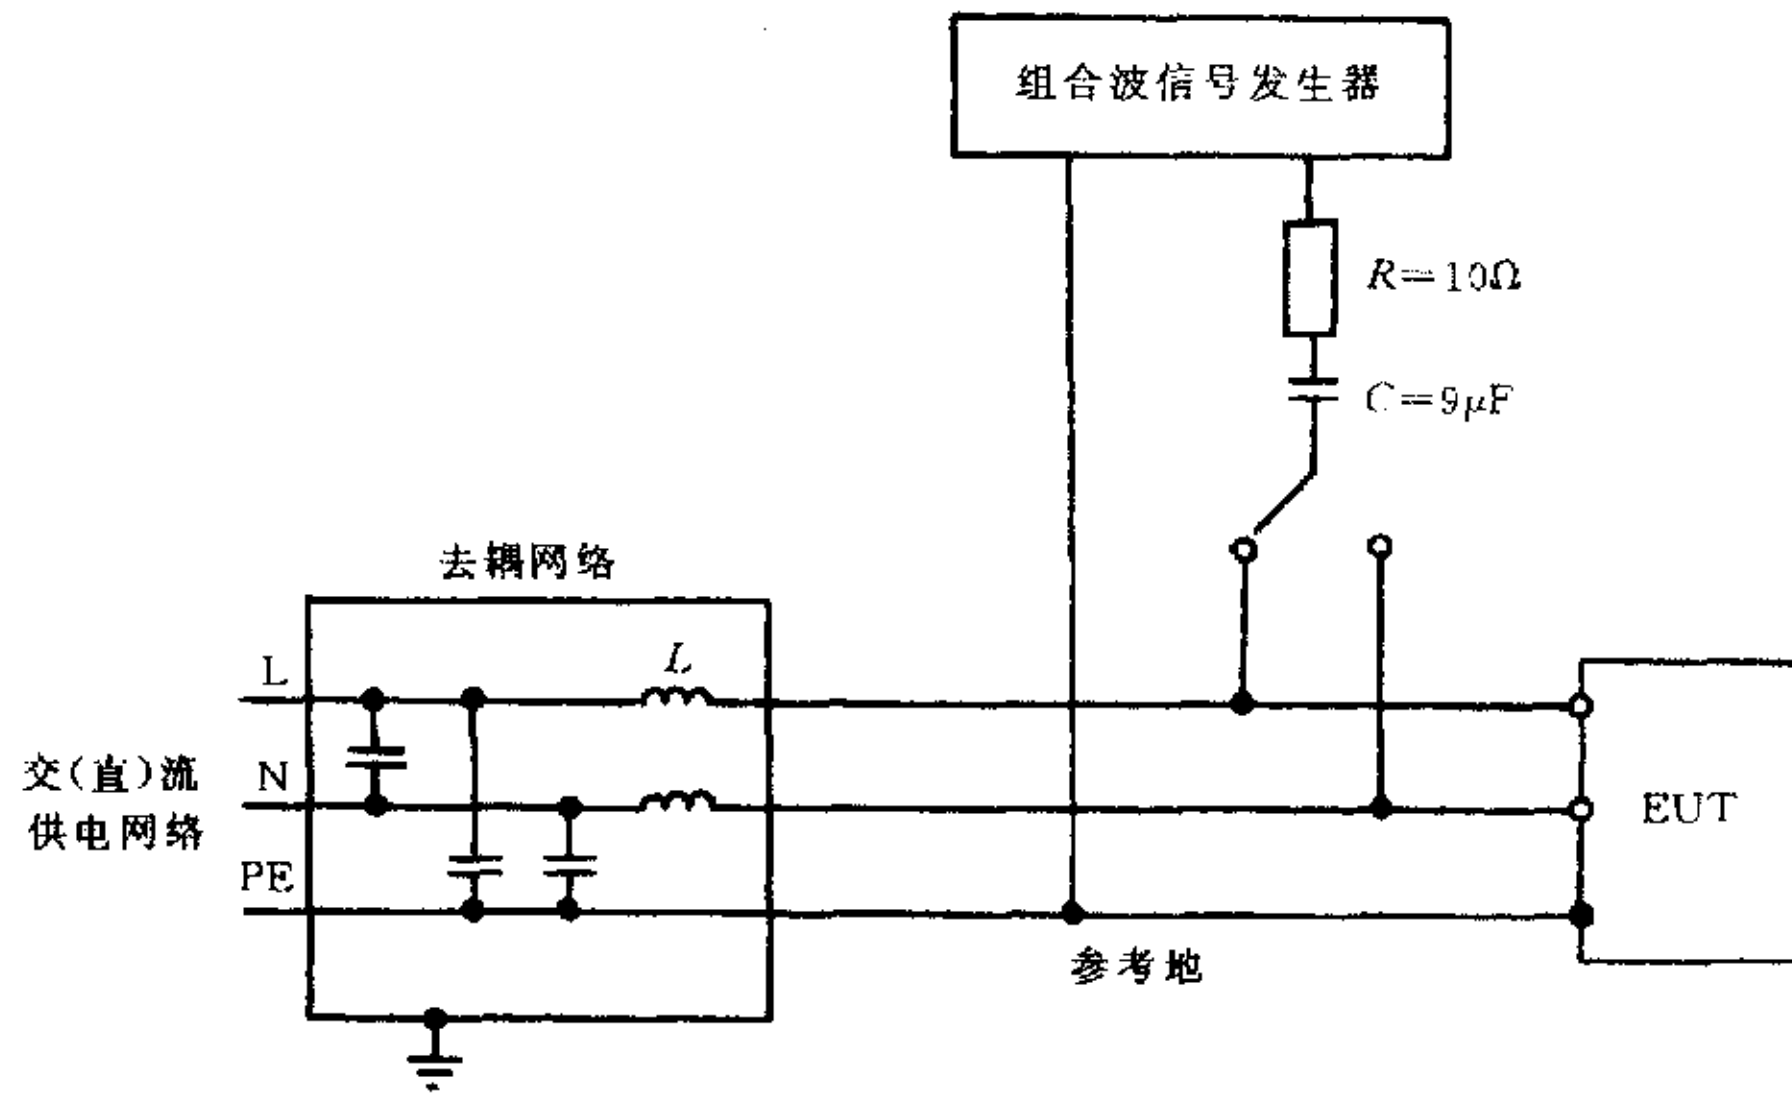 组合波信号发生器
R=10Ω
C=9μF
去耦网络
L
L
交(直)流
供电网络
N
PE
EUT
参考地